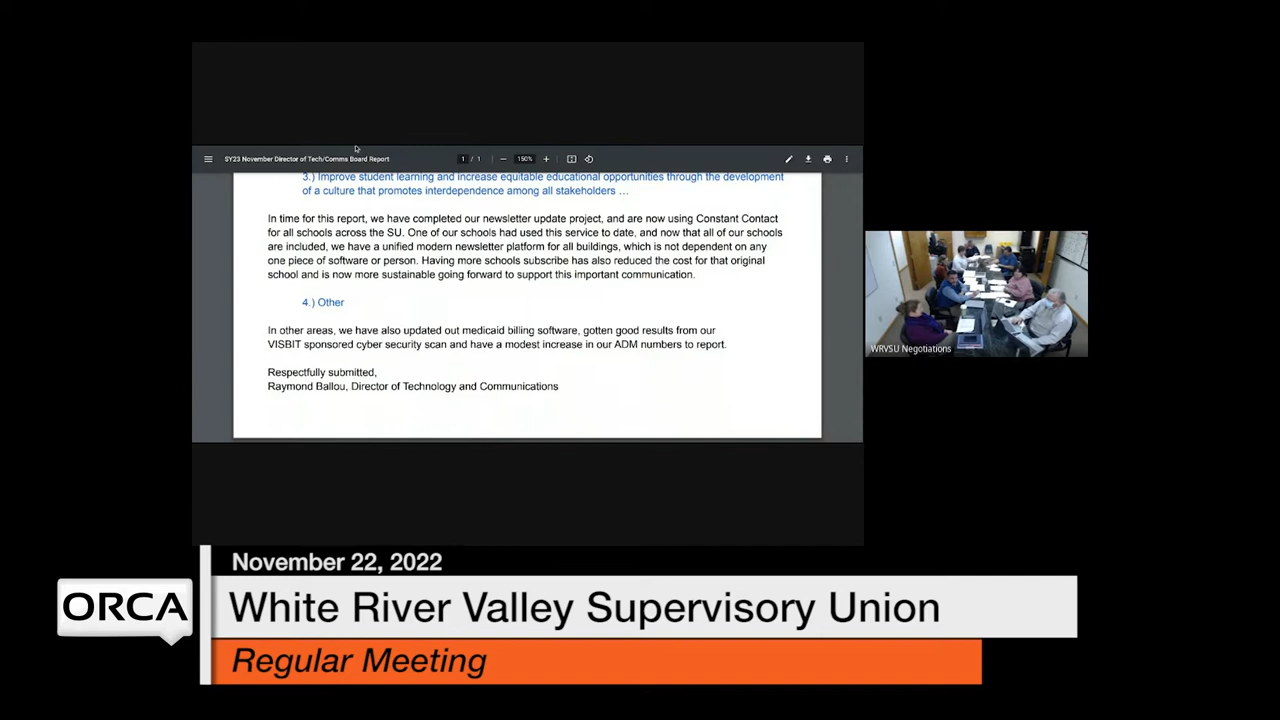 SY23 November Director of Tech/Comms Board Report
1 / 1
150%
3.) Improve student learning and increase equitable educational opportunities through the development
of a culture that promotes interdependence among all stakeholders …
In time for this report, we have completed our newsletter update project, and are now using Constant Contact
for all schools across the SU. One of our schools had used this service to date, and now that all of our schools
are included, we have a unified modern newsletter platform for all buildings, which is not dependent on any
one piece of software or person. Having more schools subscribe has also reduced the cost for that original
school and is now more sustainable going forward to support this important communication.
4.) Other
In other areas, we have also updated out medicaid billing software, gotten good results from our
VISBIT sponsored cyber security scan and have a modest increase in our ADM numbers to report.
Respectfully submitted,
Raymond Ballou, Director of Technology and Communications
WRVSU Negotiations
November 22, 2022
ORCA
White River Valley Supervisory Union
Regular Meeting